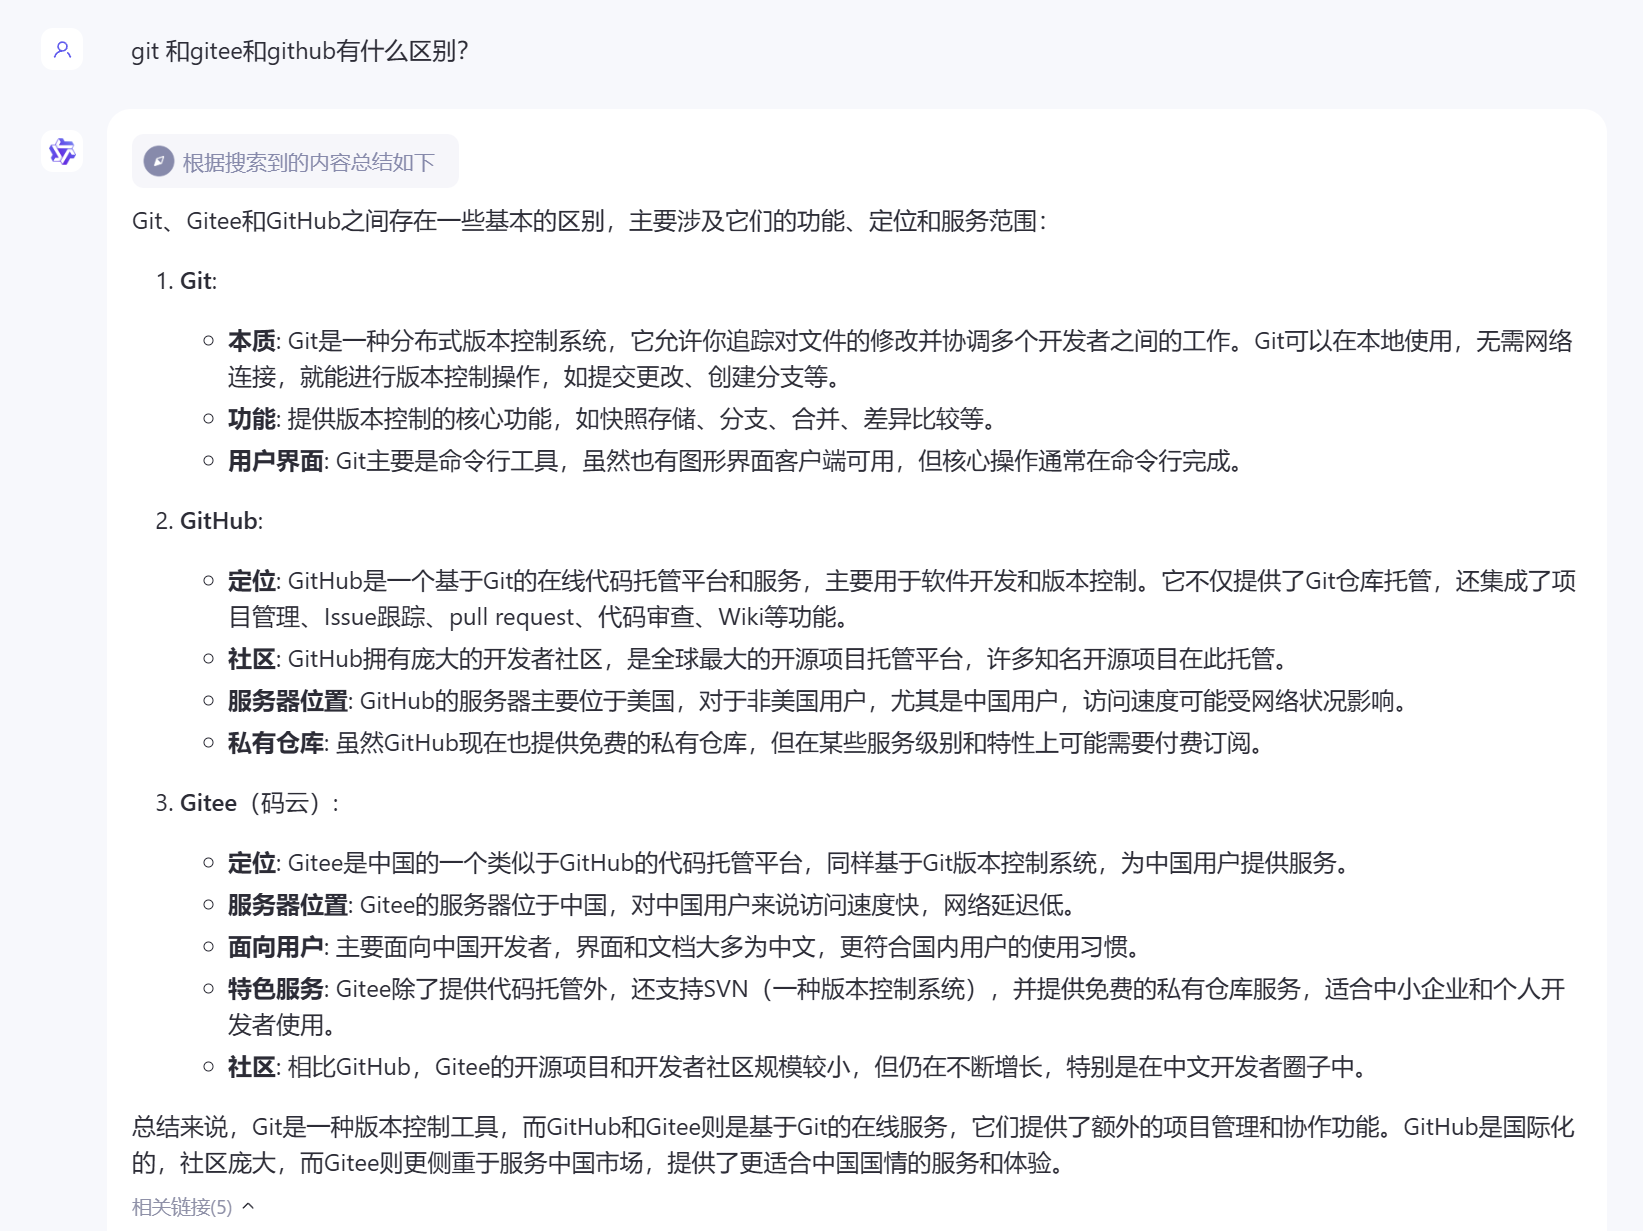 git 和gitee和github有什么区别?
根据搜索到的内容总结如下
Git、Gitee和GitHub之间存在一些基本的区别，主要涉及它们的功能、定位和服务范围：
1. Git:
本质: Git是一种分布式版本控制系统，它允许你追踪对文件的修改并协调多个开发者之间的工作。Git可以在本地使用，无需网络
连接，就能进行版本控制操作，如提交更改、创建分支等。
功能: 提供版本控制的核心功能，如快照存储、分支、合并、差异比较等。
用户界面: Git主要是命令行工具，虽然也有图形界面客户端可用，但核心操作通常在命令行完成。
2. GitHub:
定位: GitHub是一个基于Git的在线代码托管平台和服务，主要用于软件开发和版本控制。它不仅提供了Git仓库托管，还集成了项
目管理、Issue跟踪、pull request、代码审查、Wiki等功能。
社区: GitHub拥有庞大的开发者社区，是全球最大的开源项目托管平台，许多知名开源项目在此托管。
服务器位置: GitHub的服务器主要位于美国，对于非美国用户，尤其是中国用户，访问速度可能受网络状况影响。
私有仓库: 虽然GitHub现在也提供免费的私有仓库，但在某些服务级别和特性上可能需要付费订阅。
3. Gitee（码云）:
定位: Gitee是中国的一个类似于GitHub的代码托管平台，同样基于Git版本控制系统，为中国用户提供服务。
服务器位置: Gitee的服务器位于中国，对中国用户来说访问速度快，网络延迟低。
面向用户: 主要面向中国开发者，界面和文档大多为中文，更符合国内用户的使用习惯。
特色服务: Gitee除了提供代码托管外，还支持SVN（一种版本控制系统），并提供免费的私有仓库服务，适合中小企业和个人开
发者使用。
社区: 相比GitHub，Gitee的开源项目和开发者社区规模较小，但仍在不断增长，特别是在中文开发者圈子中。
总结来说，Git是一种版本控制工具，而GitHub和Gitee则是基于Git的在线服务，它们提供了额外的项目管理和协作功能。GitHub是国际化
的，社区庞大，而Gitee则更侧重于服务中国市场，提供了更适合中国国情的服务和体验。
相关链接(5)